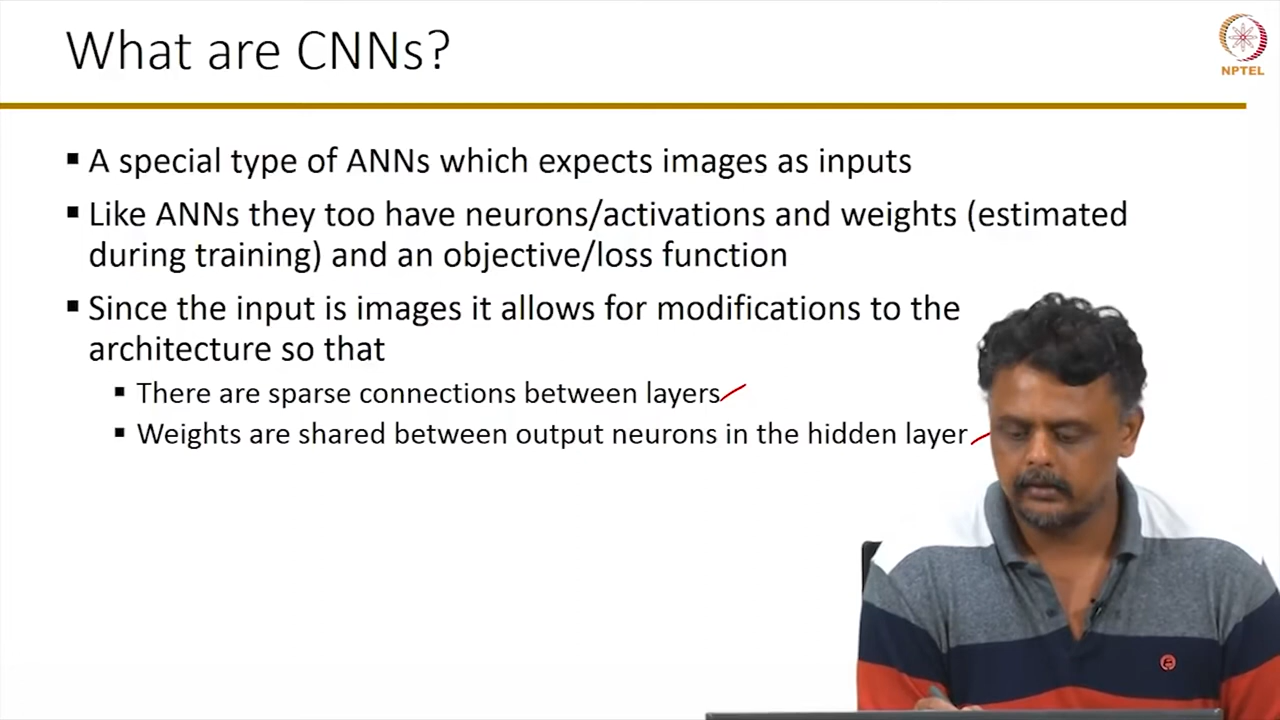 What are CNNs?
NPTEL
▪ A special type of ANNs which expects images as inputs
▪ Like ANNs they too have neurons/activations and weights (estimated
during training) and an objective/loss function
▪ Since the input is images it allows for modifications to the
architecture so that
▪ There are sparse connections between layers
▪ Weights are shared between output neurons in the hidden layer